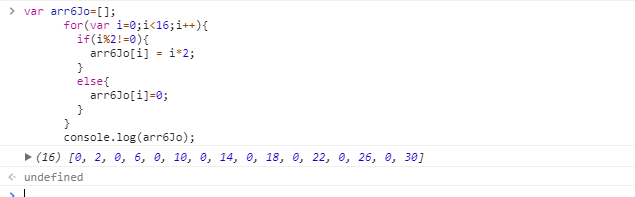 > var arr6Jo=[];
for(var i=0;i<16;i++){
if(i%2!=0){
arr6Jo[i] = i*2;
}
else{
arr6Jo[i]=0;
}
}
console.log(arr6Jo);
▶ (16) [0, 2, 0, 6, 0, 10, 0, 14, 0, 18, 0, 22, 0, 26, 0, 30]
undefined
>